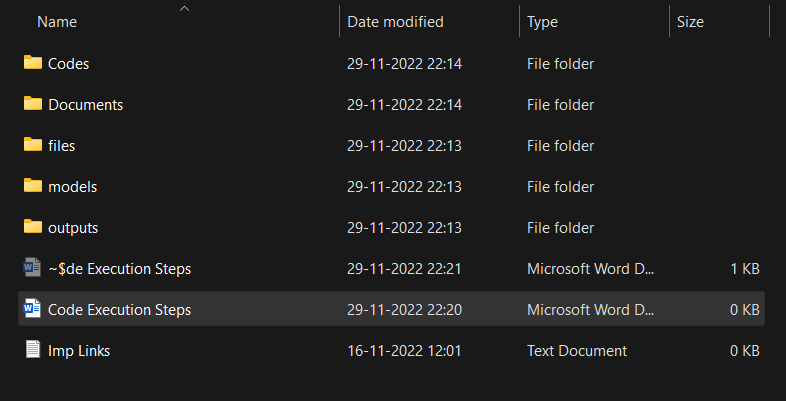 Name Date modified Type Size
Codes 29-11-2022 22:14 File folder
Documents 29-11-2022 22:14 File folder
files 29-11-2022 22:13 File folder
models 29-11-2022 22:13 File folder
outputs 29-11-2022 22:13 File folder
~$de Execution Steps 29-11-2022 22:21 Microsoft Word D... 1 KB
Code Execution Steps 29-11-2022 22:20 Microsoft Word D... 0 KB
Imp Links 16-11-2022 12:01 Text Document 0 KB